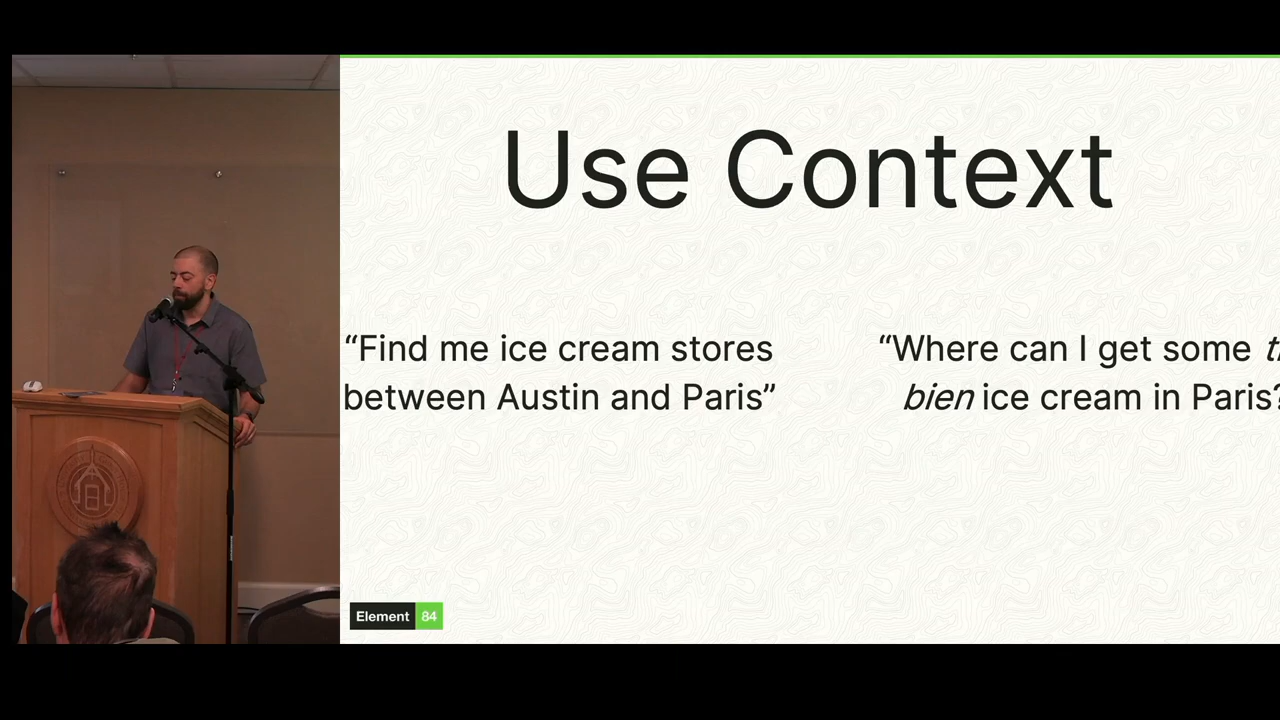 Use Context
“Find me ice cream stores
between Austin and Paris”
“Where can I get some
bien ice cream in Paris?
Element 84